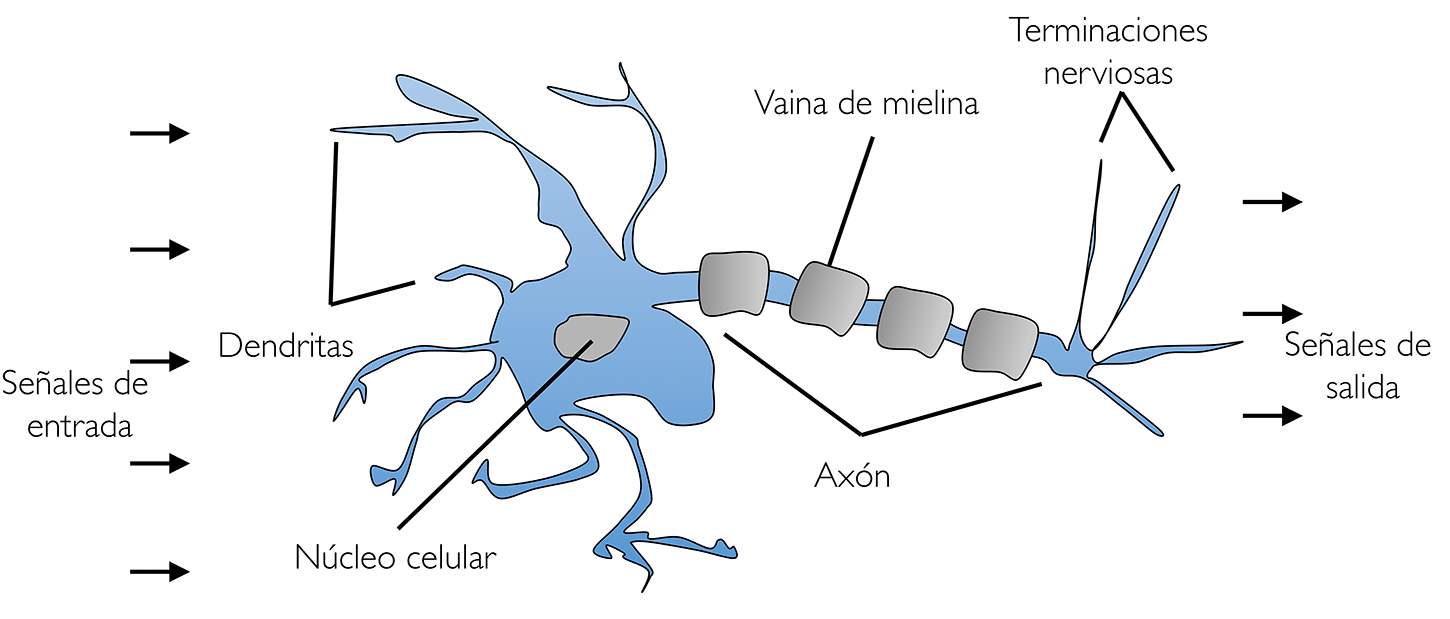 Terminaciones
nerviosas
Vaina de mielina
Dendritas
Señales de
entrada
Señales de
salida
Axón
Núcleo celular